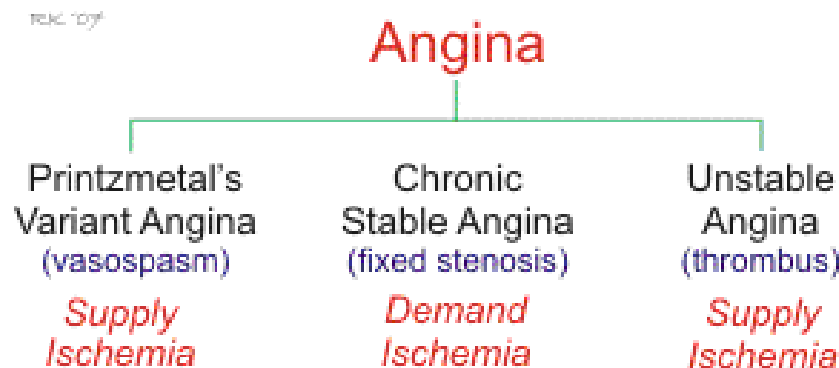 Angina
Printzmetal's
Variant Angina
(vasospasm)
Supply
Ischemia
Chronic
Stable Angina
(fixed stenosis)
Demand
Ischemia
Unstable
Angina
(thrombus)
Supply
Ischemia